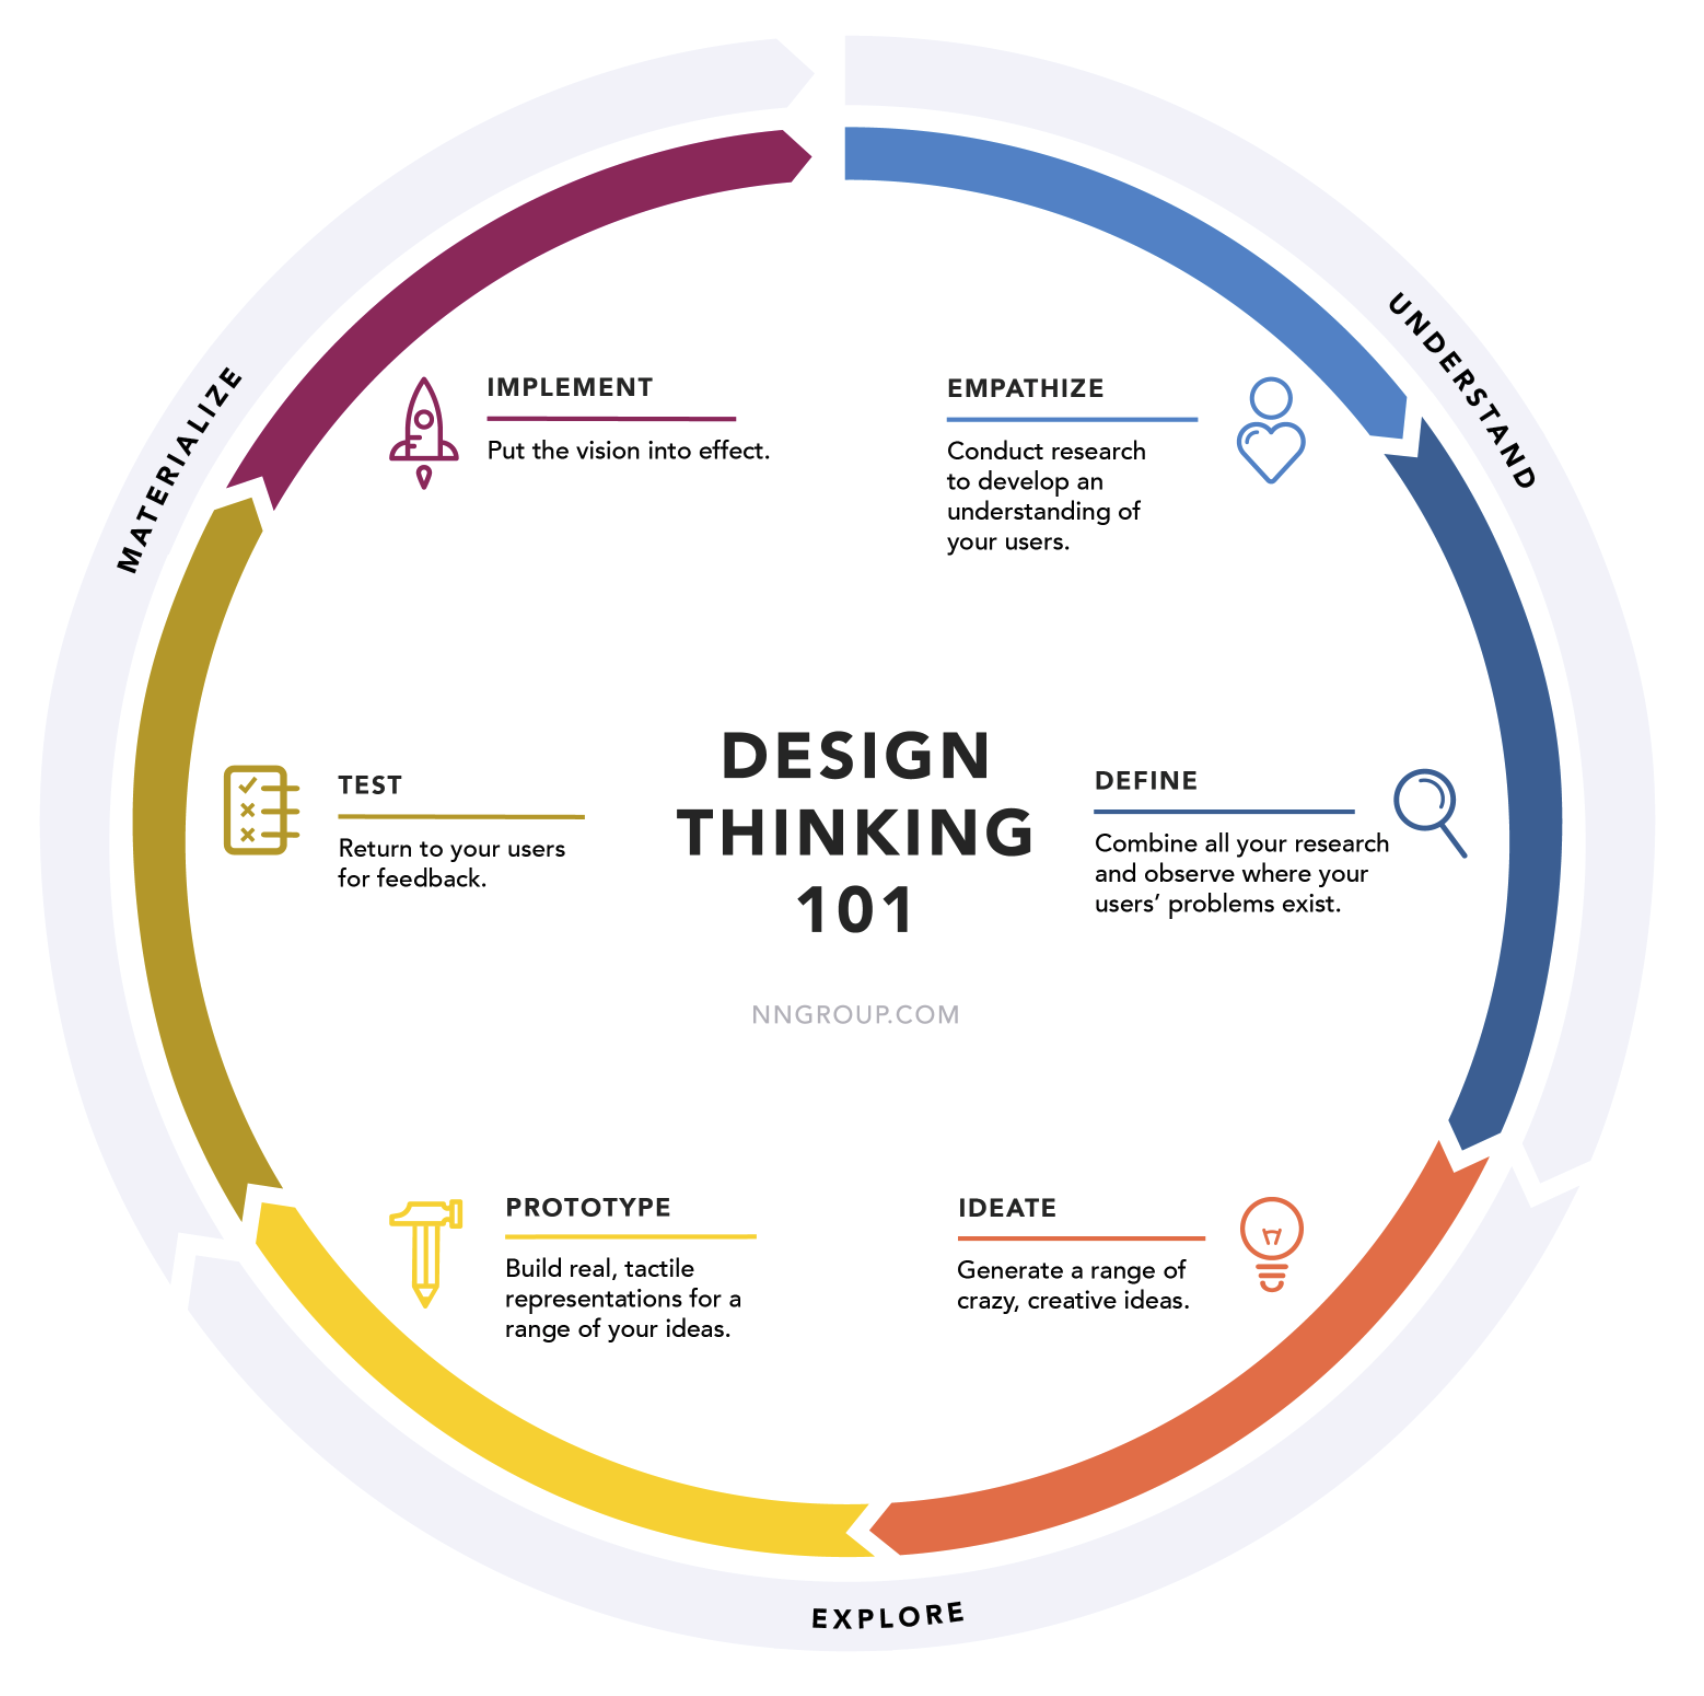 DESIGN
THINKING
101
NNGROUP.COM
UNDERSTAND
EMPATHIZE
Conduct research
to develop an
understanding of
your users.
DEFINE
Combine all your research
and observe where your
users’ problems exist.
EXPLORE
IDEATE
Generate a range of
crazy, creative ideas.
PROTOTYPE
Build real, tactile
representations for a
range of your ideas.
MATERIALIZE
TEST
Return to your users
for feedback.
IMPLEMENT
Put the vision into effect.